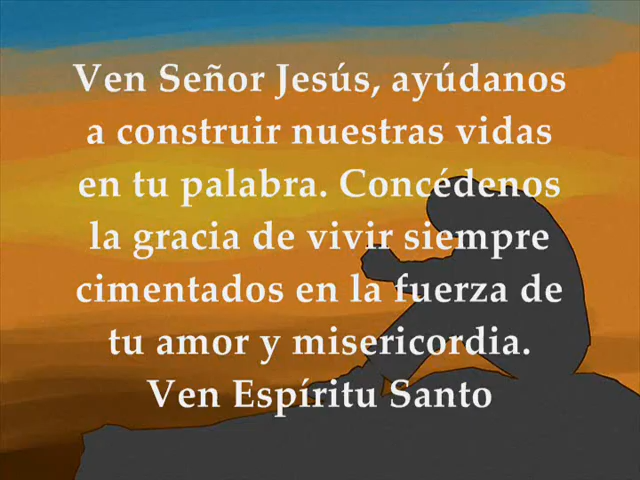 Ven Señor Jesús, ayúdanos
a construir nuestras vidas
en tu palabra. Concédenos
la gracia de vivir siempre
cimentados en la fuerza de
tu amor y misericordia.
Ven Espíritu Santo